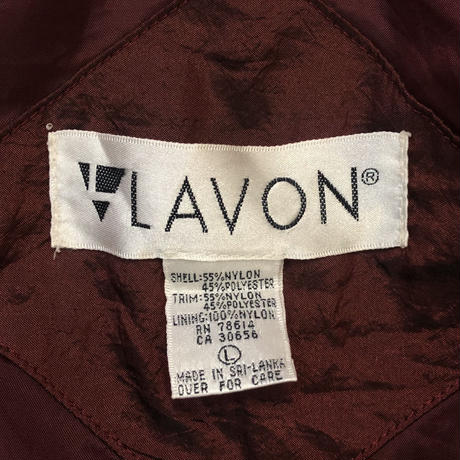 LAVON®
SHELL:55%NYLON
45%POLYESTER
TRIM:55%NYLON
45%POLYESTER
LINING:100%NYLON
RN 78614
CA 30656
L
MADE IN SRI-LANKA
OVER FOR CARE